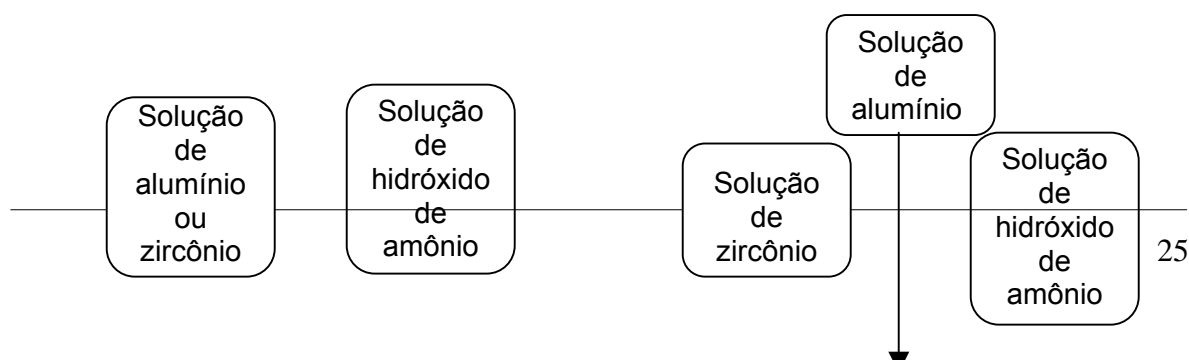 Solução
de
alumínio
ou
zircônio
Solução
de
hidróxido
de
amônio
Solução
de
zircônio
Solução
de
alumínio
Solução
de
hidróxido
de
amônio
25